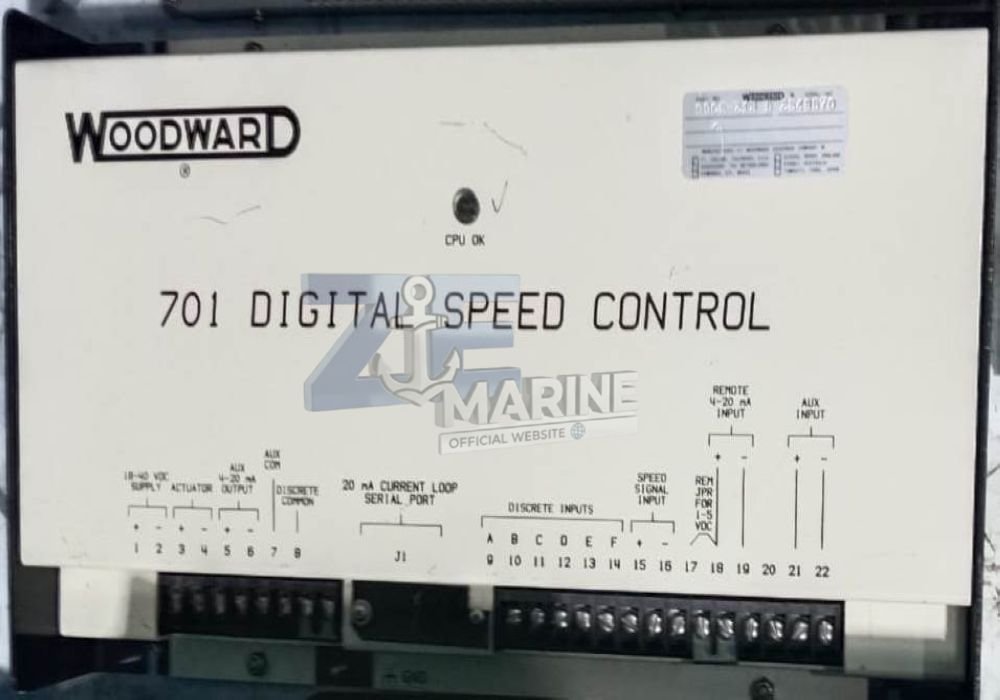 WOODWARD
®
WOODWARD
CPU OK
701 DIGITAL SPEED CONTROL
ZE
MARINE
OFFICIAL WEBSITE
REMOTE
4-20 mA
INPUT
AUX
INPUT
+ -
+ -
18-40 VDC
SUPPLY
ACTUATOR
AUX
4-20 mA
OUTPUT
AUX
COM
DISCRETE
COMMON
20 mA CURRENT LOOP
SERIAL PORT
DISCRETE INPUTS
SPEED
SIGNAL
INPUT
REM
JPR
FOR
1-5
VDC
+ - + - + -
A B C D E F + -
1 2 3 4 5 6 7 8
J1
9 10 11 12 13 14 15 16 17 18 19 20 21 22
GND